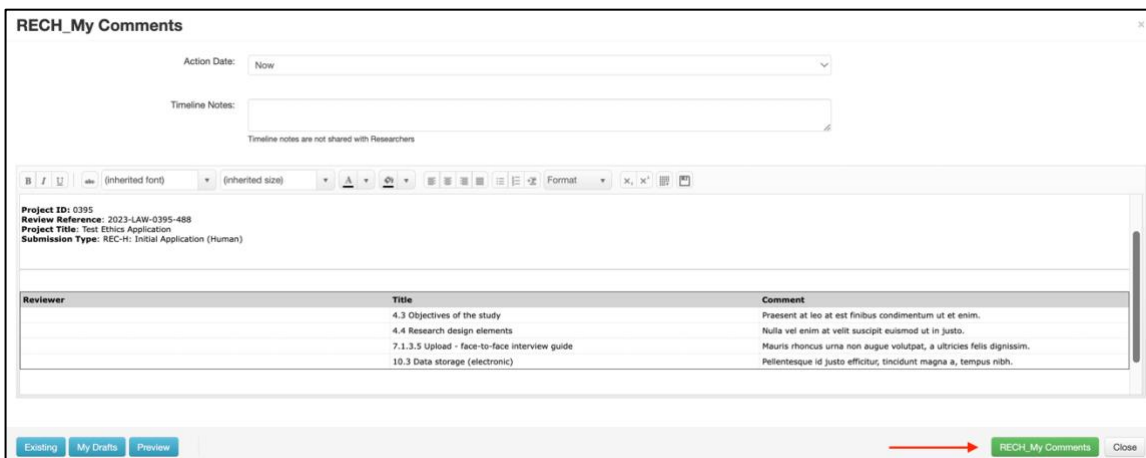 RECH_My Comments
×
Action Date:
Now
Timeline Notes:
Timeline notes are not shared with Researchers
B I U abc (inherited font) (inherited size) A Format x, x'
Project ID: 0395
Review Reference: 2023-LAW-0395-488
Project Title: Test Ethics Application
Submission Type: REC-H: Initial Application (Human)
Reviewer Title Comment
4.3 Objectives of the study Praesent at leo at est finibus condimentum ut et enim.
4.4 Research design elements Nulla vel enim at velit suscipit euismod ut in justo.
7.1.3.5 Upload - face-to-face interview guide Mauris rhoncus urna non augue volutpat, a ultricies felis dignissim.
10.3 Data storage (electronic) Pellentesque id justo efficitur, tincidunt magna a, tempus nibh.
Existing My Drafts Preview RECH_My Comments Close